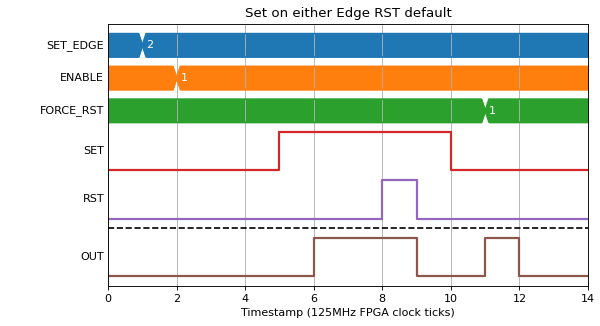 Set on either Edge RST default
SET_EDGE 2
ENABLE 1
FORCE_RST 1
SET
RST
OUT
0 2 4 6 8 10 12 14
Timestamp (125MHz FPGA clock ticks)